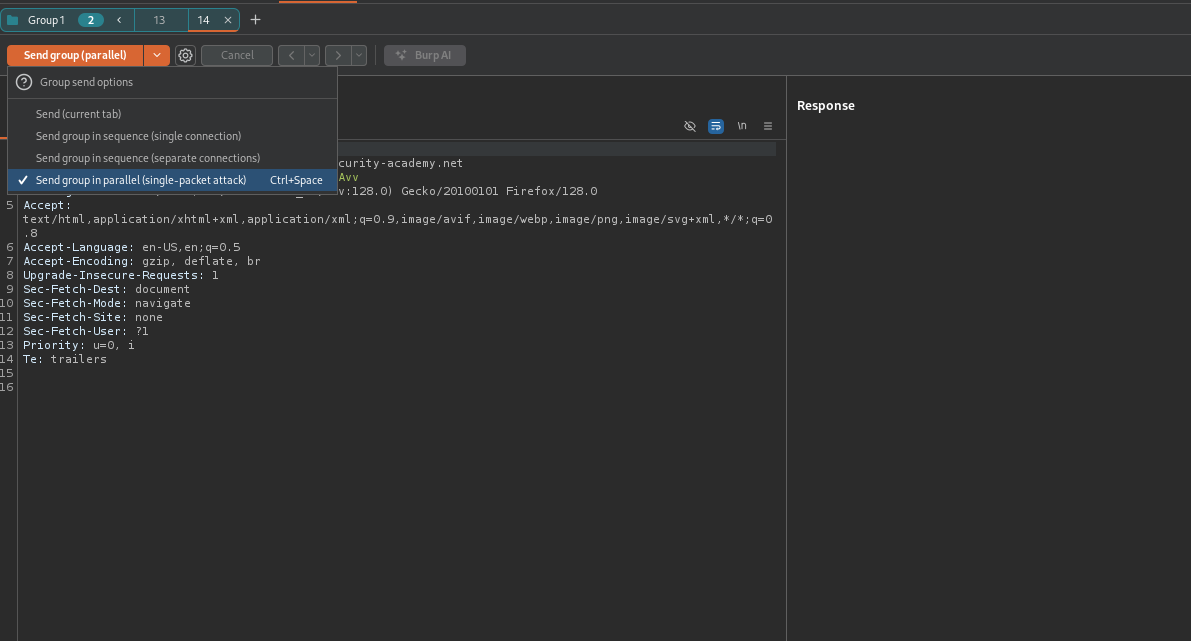 Group 1 2 13 14
Send group (parallel) Cancel Burp AI
Group send options
Send (current tab)
Send group in sequence (single connection)
Send group in sequence (separate connections)
Send group in parallel (single-packet attack) Ctrl+Space
Response
\n
curity-academy.net
Avv
v:128.0) Gecko/20100101 Firefox/128.0
5 Accept:
text/html,application/xhtml+xml,application/xml;q=0.9,image/avif,image/webp,image/png,image/svg+xml,*/*;q=0
.8
6 Accept-Language: en-US,en;q=0.5
7 Accept-Encoding: gzip, deflate, br
8 Upgrade-Insecure-Requests: 1
9 Sec-Fetch-Dest: document
10 Sec-Fetch-Mode: navigate
11 Sec-Fetch-Site: none
12 Sec-Fetch-User: ?1
13 Priority: u=0, i
14 Te: trailers
15
16